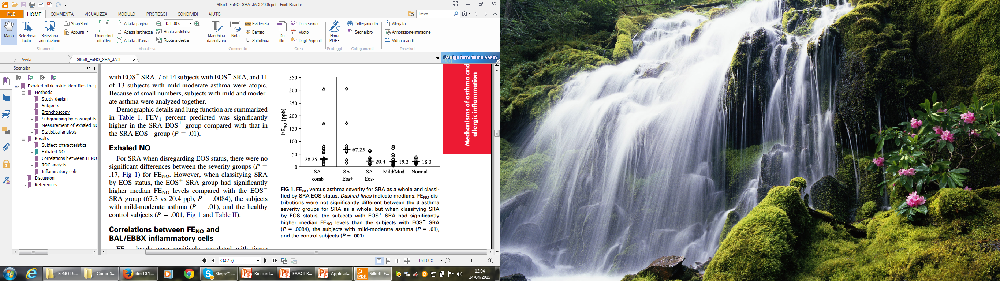 Silkoff_FeNO_SRA_JACI 2005.pdf - Foxit Reader
FILE HOME COMMENTA VISUALIZZA MODULO PROTEGGI CONDIVIDI AIUTO
Trova
Mano
Seleziona testo
Seleziona annotazione
SnapShot
Appunti
Strumenti
Dimensioni effettive
Adatta pagina
Adatta larghezza
Adatta all'area
151.00%
Ruota a sinistra
Ruota a destra
Visualizza
Macchina da scrivere
Nota
Evidenzia
Barrato
Sottolinea
Commento
Da file
Da scanner
Vuoto
Dagli Appunti
Crea
Firma PDF
Proteggi
Collegamento
Segnalibro
Collegamenti
Allegato
Annotazione immagine
Video e audio
Inserisci
Avvia
Silkoff_FeNO_SRA_JACI ...
Design form fields easily
Segnalibri
Exhaled nitric oxide identifies the p
Methods
Study design
Subjects
Bronchoscopy
Subgrouping by eosinophils
Measurement of exhaled NO
Statistical analysis
Results
Subject characteristics
Exhaled NO
Correlations between FENO
ROC analysis
Inflammatory cells
Discussion
References
with EOS+ SRA, 7 of 14 subjects with EOS− SRA, and 11
of 13 subjects with mild-moderate asthma were atopic.
Because of small numbers, subjects with mild and moder-
ate asthma were analyzed together.
Demographic details and lung function are summarized
in Table I. FEV1 percent predicted was significantly
higher in the SRA EOS+ group compared with that in
the SRA EOS− group (P = .01).
Exhaled NO
For SRA when disregarding EOS status, there were no
significant differences between the severity groups (P =
.17, Fig 1) for FENO. However, when classifying SRA
by EOS status, the EOS+ SRA group had significantly
higher median FENO levels compared with the EOS−
SRA group (67.3 vs 20.4 ppb, P = .0084), the subjects
with mild-moderate asthma (P = .01), and the healthy
control subjects (P = .001, Fig 1 and Table II).
Correlations between FENO and
BAL/EBBX inflammatory cells
FE levels were positively correlated with tissue
FENO (ppb)
350
300
250
200
150
100
50
0
28.25
67.25
20.4
19.3
18.3
SA comb
SA Eos+
SA Eos-
Mild/Mod
Normal
FIG 1. FENO versus asthma severity for SRA as a whole and classi-
fied by SRA EOS status. Dashed lines indicate medians. FENO dis-
tributions were not significantly different between the 3 asthma
severity groups for SRA as a whole, but when classifying SRA
by EOS status, the subjects with EOS+ SRA had significantly
higher median FENO levels than the subjects with EOS− SRA
(P = .0084), the subjects with mild-moderate asthma (P = .01),
and the control subjects (P = .001).
Mechanisms of asthma and
allergic inflammation
3 (3 / 7)
151.00%
FeNO Di...
Corso_S...
doi:10.1...
Skype™ ...
Ricciard...
EAACI_R...
Applicat...
Silkoff_F...
12:04
14/04/2015